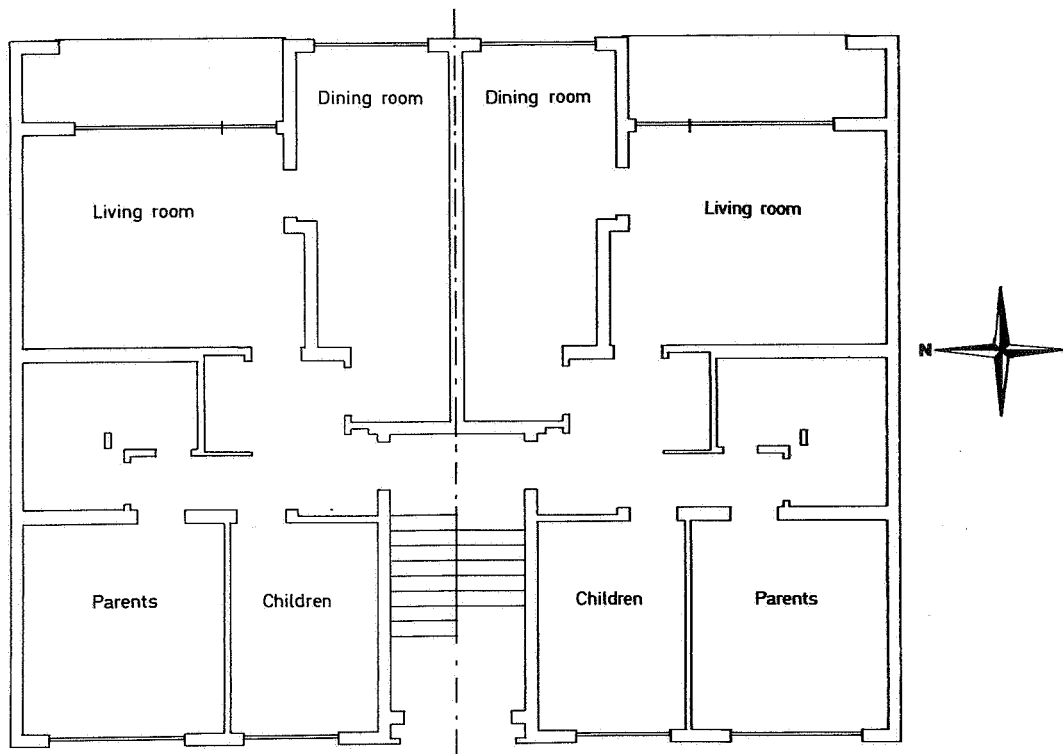 Dining room
Dining room
Living room
Living room
N
Parents
Children
Children
Parents